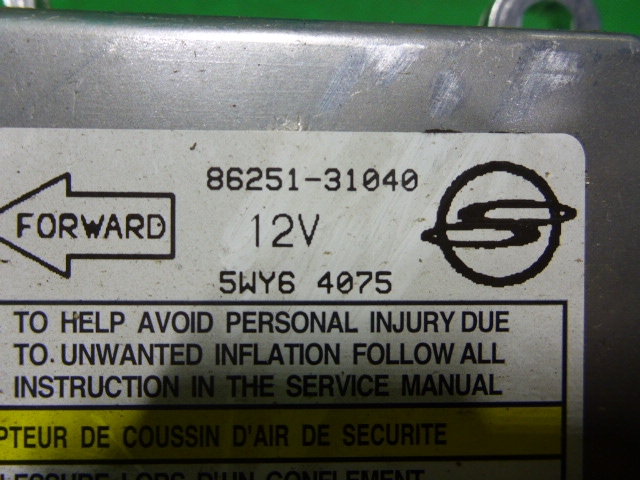 86251-31040
FORWARD
12V
5WY6 4075
TO HELP AVOID PERSONAL INJURY DUE
TO UNWANTED INFLATION FOLLOW ALL
INSTRUCTION IN THE SERVICE MANUAL
PTEUR DE COUSSIN D'AIR DE SECURITE